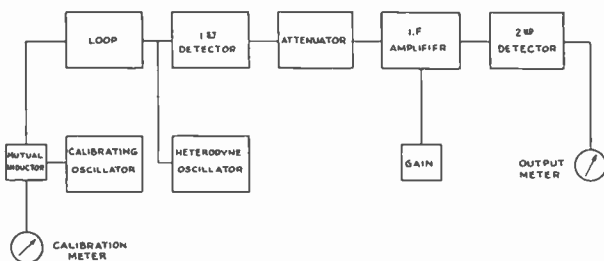 LOOP
1ST
DETECTOR
ATTENUATOR
I.F
AMPLIFIER
2ND
DETECTOR
MUTUAL
INDUCTOR
CALIBRATING
OSCILLATOR
HETERODYNE
OSCILLATOR
GAIN
OUTPUT
METER
CALIBRATION
METER